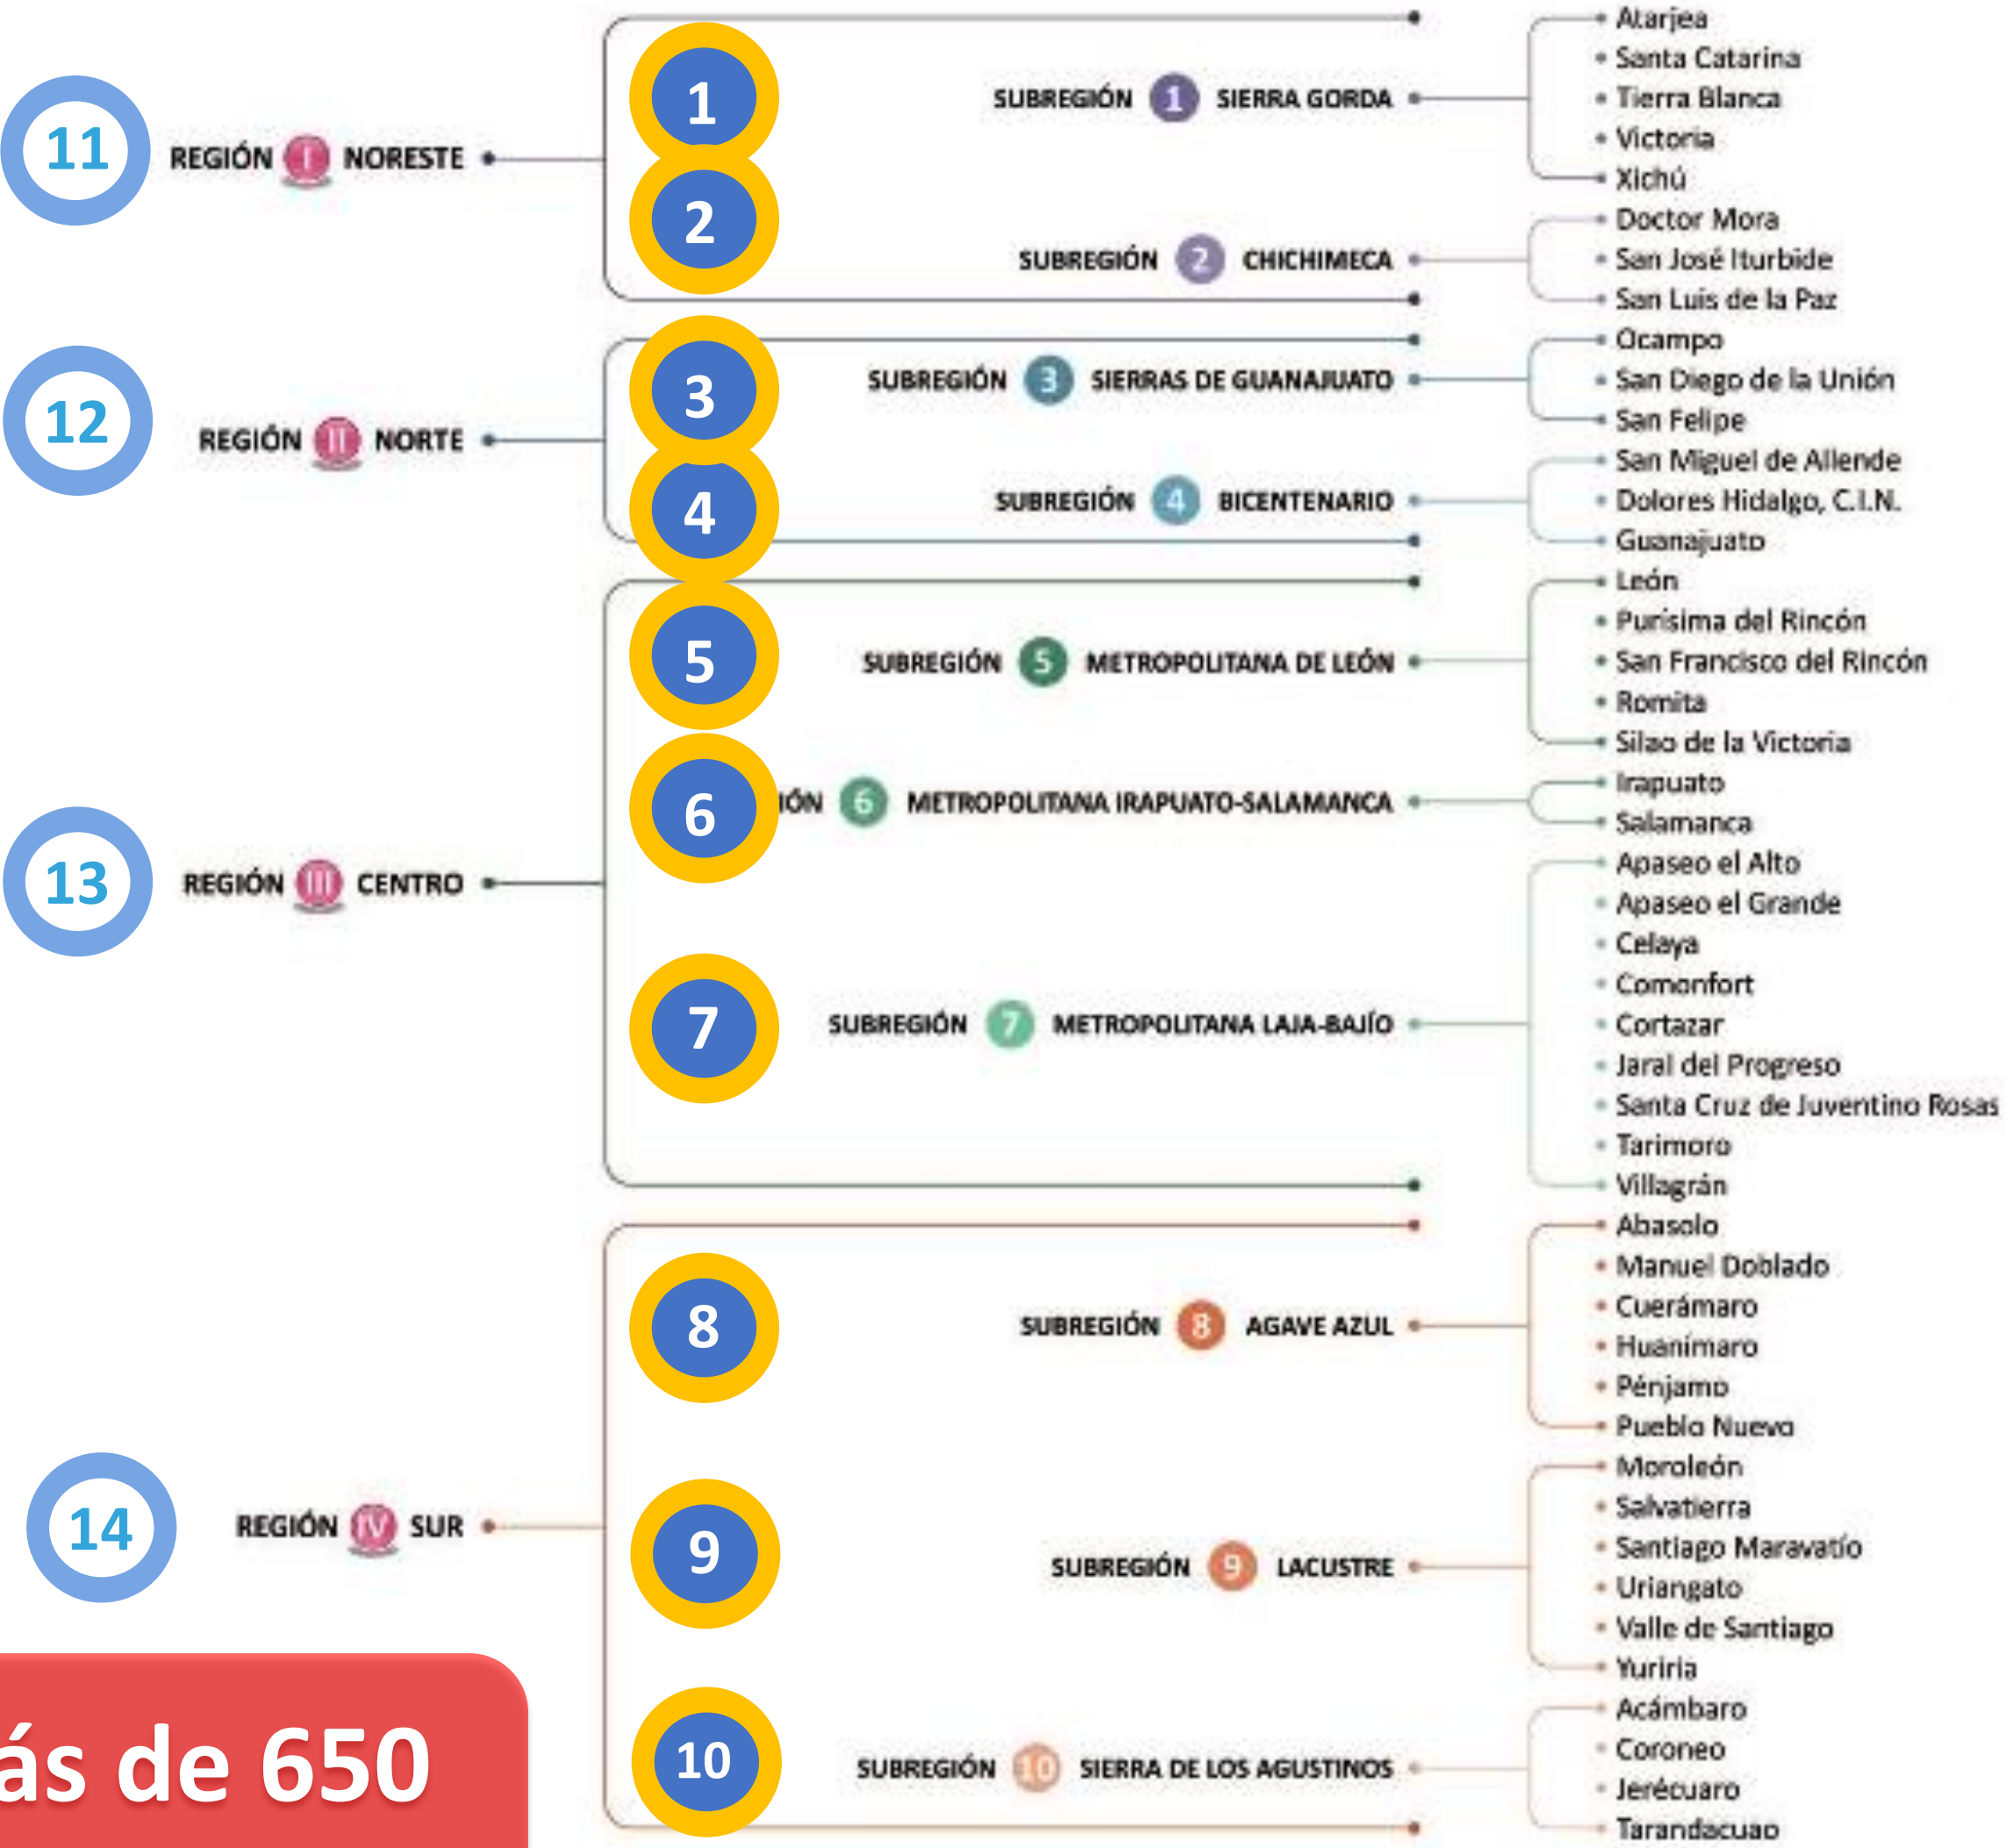 11
REGIÓN I NORESTE
1
SUBREGIÓN 1 SIERRA GORDA
Atarjea
Santa Catarina
Tierra Blanca
Victoria
Xichú
2
SUBREGIÓN 2 CHICHIMECA
Doctor Mora
San José Iturbide
San Luis de la Paz
12
REGIÓN II NORTE
3
SUBREGIÓN 3 SIERRAS DE GUANAJUATO
Ocampo
San Diego de la Unión
San Felipe
4
SUBREGIÓN 4 BICENTENARIO
San Miguel de Allende
Dolores Hidalgo, C.I.N.
Guanajuato
13
REGIÓN III CENTRO
5
SUBREGIÓN 5 METROPOLITANA DE LEÓN
León
Purísima del Rincón
San Francisco del Rincón
Romita
Silao de la Victoria
6
IÓN 6 METROPOLITANA IRAPUATO-SALAMANCA
Irapuato
Salamanca
7
SUBREGIÓN 7 METROPOLITANA LAJA-BAJÍO
Apaseo el Alto
Apaseo el Grande
Celaya
Comonfort
Cortazar
Jaral del Progreso
Santa Cruz de Juventino Rosas
Tarimoro
Villagrán
14
REGIÓN IV SUR
8
SUBREGIÓN 8 AGAVE AZUL
Abasolo
Manuel Doblado
Cuerámaro
Huanímaro
Pénjamo
Pueblo Nuevo
9
SUBREGIÓN 9 LACUSTRE
Moroleón
Salvatierra
Santiago Maravatío
Uriangato
Valle de Santiago
Yuriria
10
SUBREGIÓN 10 SIERRA DE LOS AGUSTINOS
Acámbaro
Coroneo
Jerécuaro
Tarandacuao
ás de 650